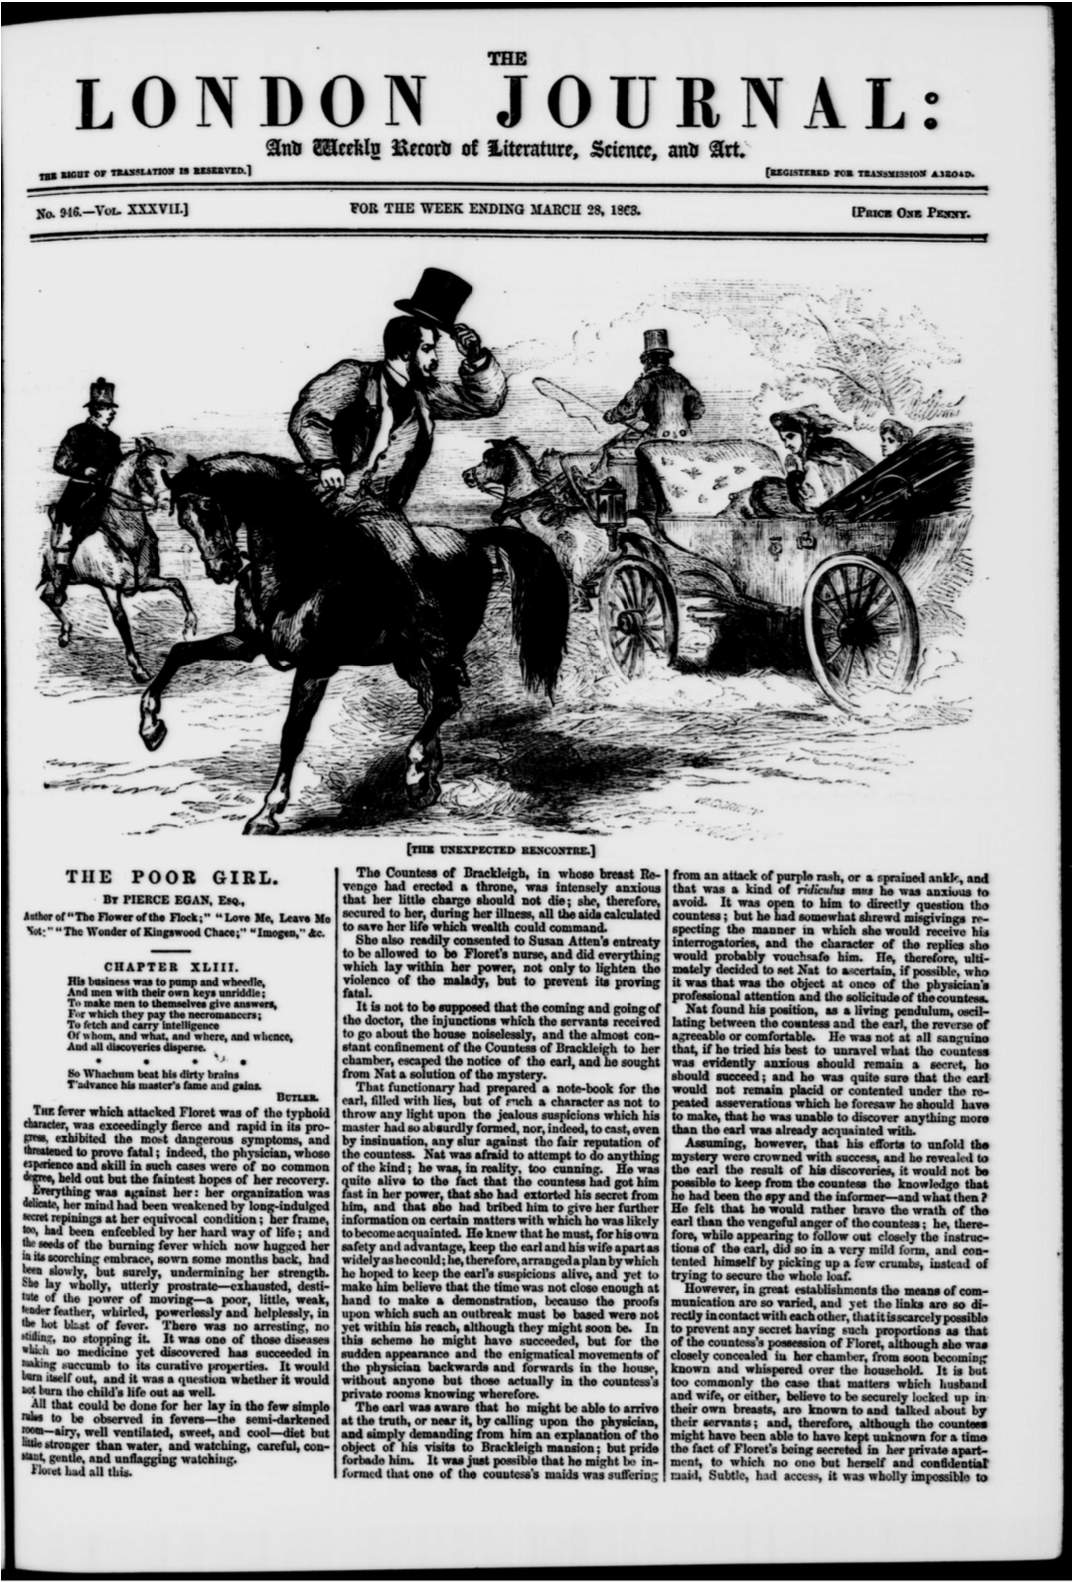 THE
LONDON JOURNAL:
And Weekly Record of Literature, Science, and Art.
THE RIGHT OF TRANSLATION IS RESERVED.]
[REGISTERED FOR TRANSMISSION ABROAD.
No. 946.—Vol. XXXVII.]
FOR THE WEEK ENDING MARCH 28, 1863.
[Price One Penny.
[THE UNEXPECTED RENCONTRE.]
THE POOR GIRL.
By PIERCE EGAN, Esq.,
Author of "The Flower of the Flock;" "Love Me, Leave Me
Not;" "The Wonder of Kingswood Chace;" "Imogen," &c.
CHAPTER XLIII.
His business was to pump and wheedle,
And men with their own keys unriddle;
To make men to themselves give answers,
For which they pay the necromancers;
To fetch and carry intelligence
Of whom, and what, and where, and whence,
And all discoveries disperse.
* * * * *
So Whachum beat his dirty brains
T'advance his master's fame and gains.
Butler.
The fever which attacked Floret was of the typhoid
character, was exceedingly fierce and rapid in its pro-
gress, exhibited the most dangerous symptoms, and
threatened to prove fatal; indeed, the physician, whose
experience and skill in such cases were of no common
degree, held out but the faintest hopes of her recovery.
Everything was against her: her organization was
delicate, her mind had been weakened by long-indulged
secret repinings at her equivocal condition; her frame,
too, had been enfeebled by her hard way of life; and
the seeds of the burning fever which now hugged her
in its scorching embrace, sown some months back, had
been slowly, but surely, undermining her strength.
She lay wholly, utterly prostrate—exhausted, desti-
tute of the power of moving—a poor, little, weak,
tender feather, whirled, powerlessly and helplessly, in
the hot blast of fever. There was no arresting, no
stifling, no stopping it. It was one of those diseases
which no medicine yet discovered has succeeded in
making succumb to its curative properties. It would
burn itself out, and it was a question whether it would
not burn the child's life out as well.
All that could be done for her lay in the few simple
rules to be observed in fevers—the semi-darkened
room—airy, well ventilated, sweet, and cool—diet but
little stronger than water, and watching, careful, con-
stant, gentle, and unflagging watching.
Floret had all this.
The Countess of Brackleigh, in whose breast Re-
venge had erected a throne, was intensely anxious
that her little charge should not die; she, therefore,
secured to her, during her illness, all the aids calculated
to save her life which wealth could command.
She also readily consented to Susan Atten's entreaty
to be allowed to be Floret's nurse, and did everything
which lay within her power, not only to lighten the
violence of the malady, but to prevent its proving
fatal.
It is not to be supposed that the coming and going of
the doctor, the injunctions which the servants received
to go about the house noiselessly, and the almost con-
stant confinement of the Countess of Brackleigh to her
chamber, escaped the notice of the earl, and he sought
from Nat a solution of the mystery.
That functionary had prepared a note-book for the
earl, filled with lies, but of such a character as not to
throw any light upon the jealous suspicions which his
master had so absurdly formed, nor, indeed, to cast, even
by insinuation, any slur against the fair reputation of
the countess. Nat was afraid to attempt to do anything
of the kind; he was, in reality, too cunning. He was
quite alive to the fact that the countess had got him
fast in her power, that she had extorted his secret from
him, and that she had bribed him to give her further
information on certain matters with which he was likely
to become acquainted. He knew that he must, for his own
safety and advantage, keep the earl and his wife apart as
widely as he could; he, therefore, arranged a plan by which
he hoped to keep the earl's suspicions alive, and yet to
make him believe that the time was not close enough at
hand to make a demonstration, because the proofs
upon which such an outbreak must be based were not
yet within his reach, although they might soon be. In
this scheme he might have succeeded, but for the
sudden appearance and the enigmatical movements of
the physician backwards and forwards in the house,
without anyone but those actually in the countess's
private rooms knowing wherefore.
The earl was aware that he might be able to arrive
at the truth, or near it, by calling upon the physician,
and simply demanding from him an explanation of the
object of his visits to Brackleigh mansion; but pride
forbade him. It was just possible that he might be in-
formed that one of the countess's maids was suffering
from an attack of purple rash, or a sprained ankle, and
that was a kind of ridiculus mus he was anxious to
avoid. It was open to him to directly question the
countess; but he had somewhat shrewd misgivings re-
specting the manner in which she would receive his
interrogatories, and the character of the replies she
would probably vouchsafe him. He, therefore, ulti-
mately decided to set Nat to ascertain, if possible, who
it was that was the object at once of the physician's
professional attention and the solicitude of the countess.
Nat found his position, as a living pendulum, oscil-
lating between the countess and the earl, the reverse of
agreeable or comfortable. He was not at all sanguine
that, if he tried his best to unravel what the countess
was evidently anxious should remain a secret, he
should succeed; and he was quite sure that the earl
would not remain placid or contented under the re-
peated asseverations which he foresaw he should have
to make, that he was unable to discover anything more
than the earl was already acquainted with.
Assuming, however, that his efforts to unfold the
mystery were crowned with success, and he revealed to
the earl the result of his discoveries, it would not be
possible to keep from the countess the knowledge that
he had been the spy and the informer—and what then?
He felt that he would rather brave the wrath of the
earl than the vengeful anger of the countess; he, there-
fore, while appearing to follow out closely the instruc-
tions of the earl, did so in a very mild form, and con-
tented himself by picking up a few crumbs, instead of
trying to secure the whole loaf.
However, in great establishments the means of com-
munication are so varied, and yet the links are so di-
rectly in contact with each other, that it is scarcely possible
to prevent any secret having such proportions as that
of the countess's possession of Floret, although she was
closely concealed in her chamber, from soon becoming
known and whispered over the household. It is but
too commonly the case that matters which husband
and wife, or either, believe to be securely locked up in
their own breasts, are known to and talked about by
their servants; and, therefore, although the countess
might have been able to have kept unknown for a time
the fact of Floret's being secreted in her private apart-
ment, to which no one but herself and confidential
maid, Subtle, had access, it was wholly impossible to